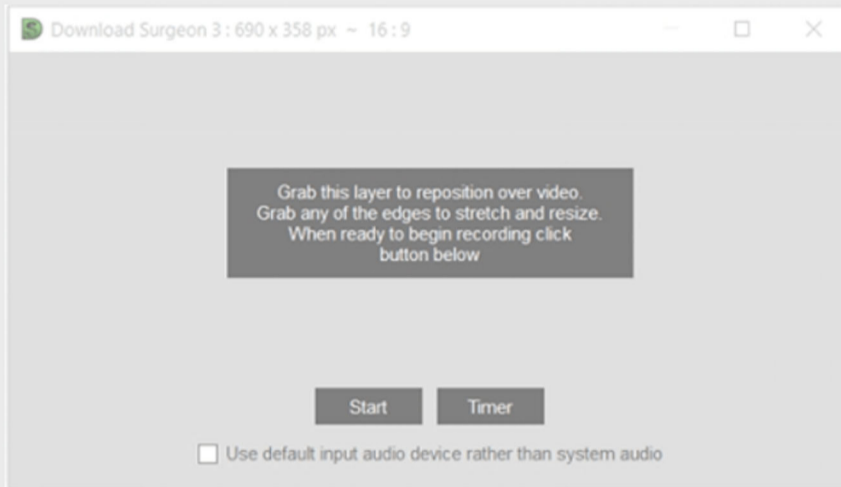 Download Surgeon 3 : 690 x 358 px ~ 16 : 9
Grab this layer to reposition over video.
Grab any of the edges to stretch and resize.
When ready to begin recording click
button below
Start Timer
Use default input audio device rather than system audio